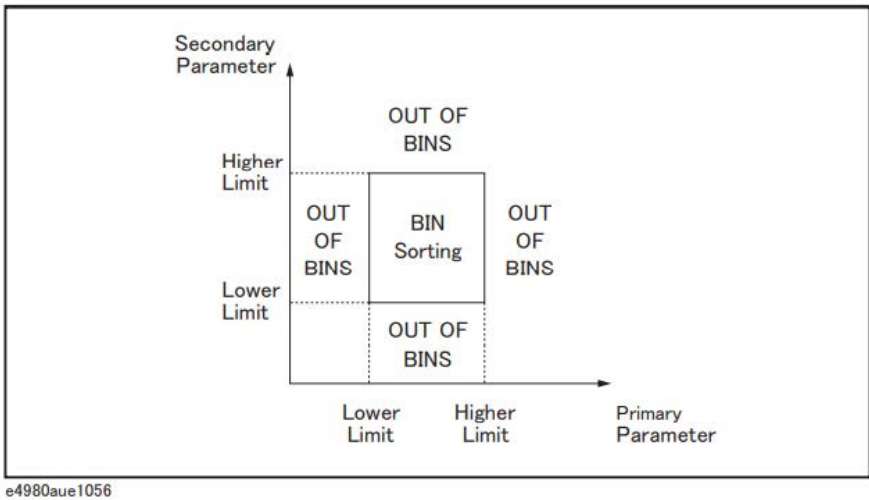 Secondary
Parameter
OUT OF
BINS
Higher
Limit
OUT
OF
BINS
BIN
Sorting
OUT
OF
BINS
Lower
Limit
OUT OF
BINS
Lower
Limit
Higher
Limit
Primary
Parameter
e4980aue1056